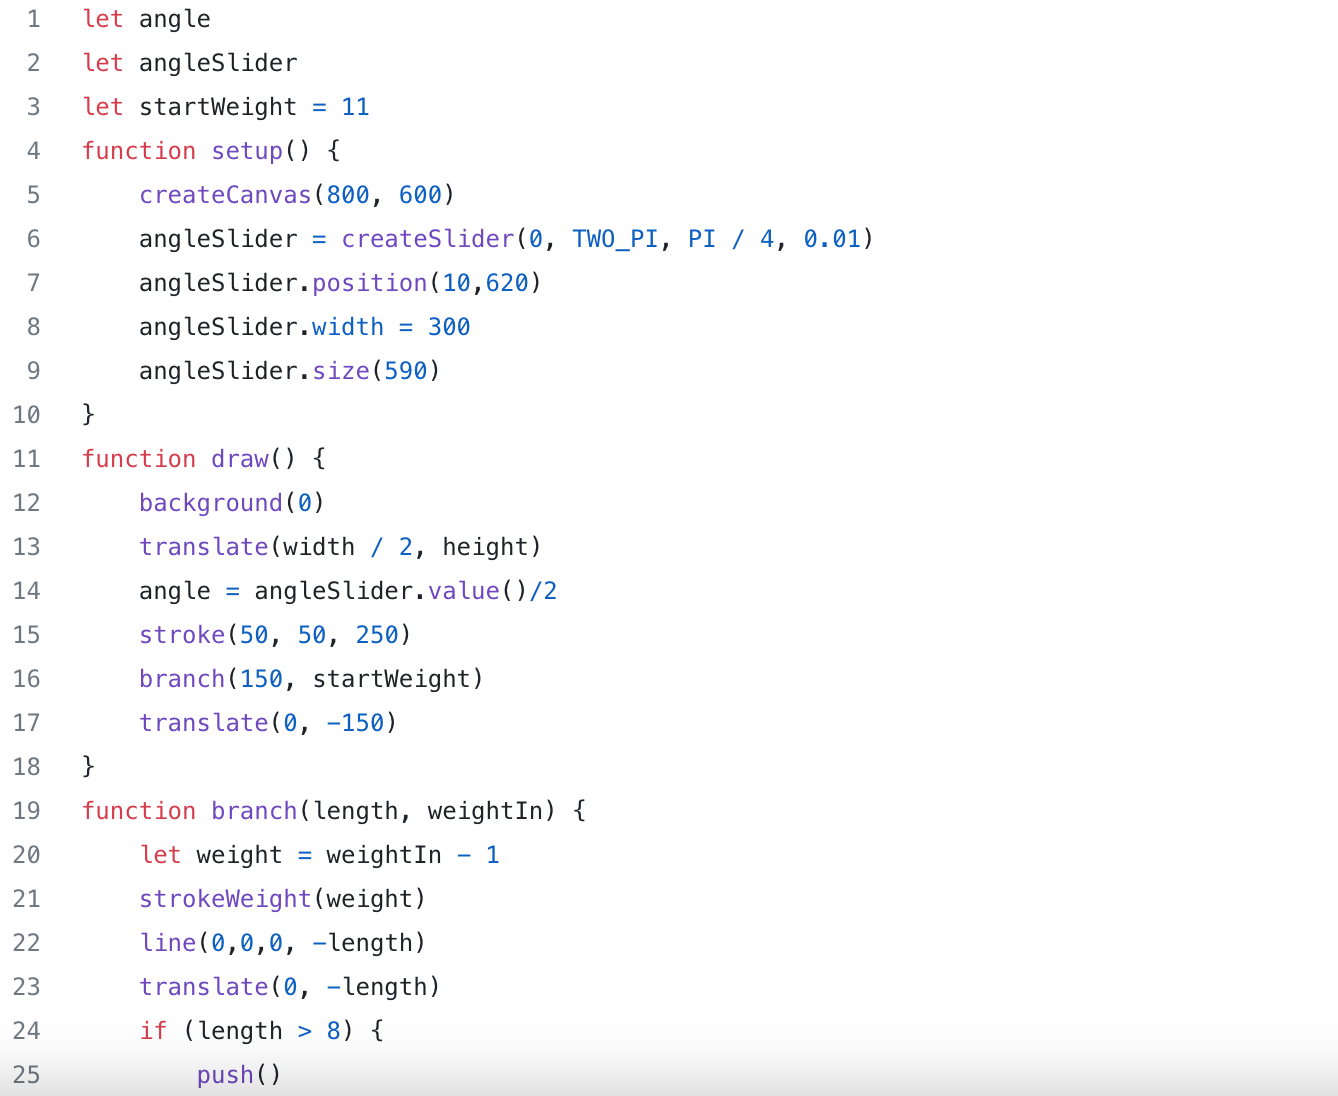 1 let angle
2 let angleSlider
3 let startWeight = 11
4 function setup() {
5     createCanvas(800, 600)
6     angleSlider = createSlider(0, TWO_PI, PI / 4, 0.01)
7     angleSlider.position(10,620)
8     angleSlider.width = 300
9     angleSlider.size(590)
10 }
11 function draw() {
12     background(0)
13     translate(width / 2, height)
14     angle = angleSlider.value()/2
15     stroke(50, 50, 250)
16     branch(150, startWeight)
17     translate(0, -150)
18 }
19 function branch(length, weightIn) {
20     let weight = weightIn - 1
21     strokeWeight(weight)
22     line(0,0,0, -length)
23     translate(0, -length)
24     if (length > 8) {
25         push()